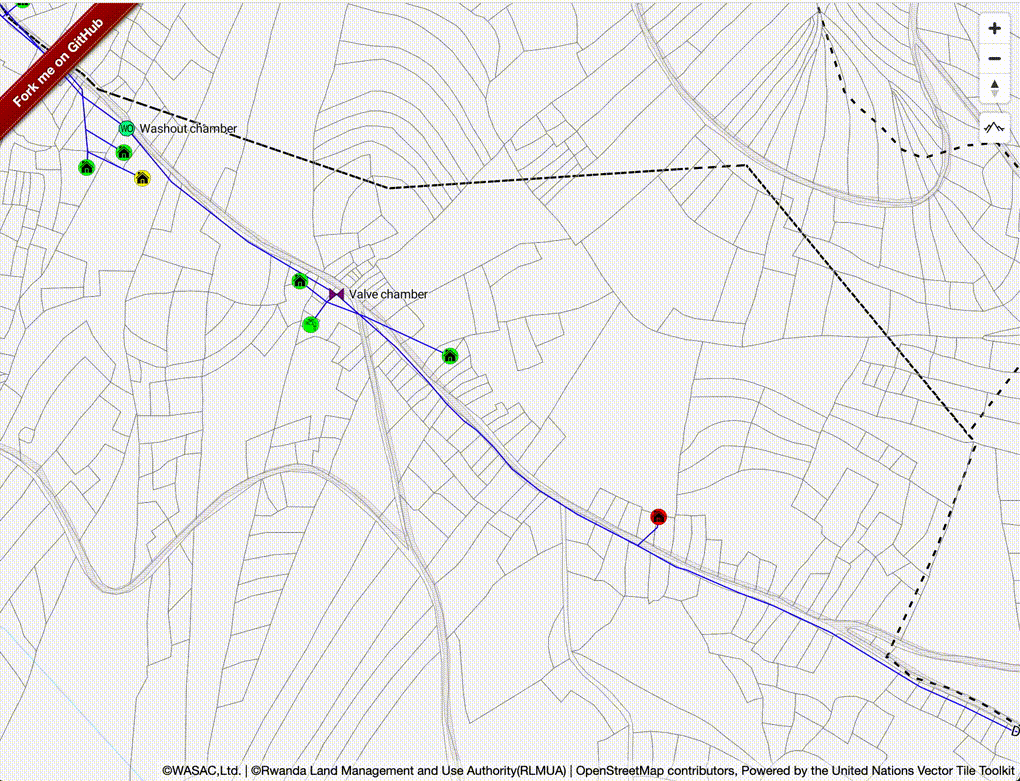 Fork me on GitHub
WO
Washout chamber
Valve chamber
D
©WASAC,Ltd. | ©Rwanda Land Management and Use Authority(RLMUA) | OpenStreetMap contributors, Powered by the United Nations Vector Tile Toolkit